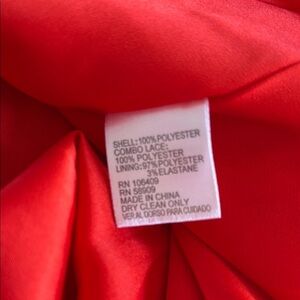 SHELL: 100% POLYESTER
COMBO LACE:
100% POLYESTER
LINING: 97% POLYESTER
3% ELASTANE
RN 106409
RN 56909
MADE IN CHINA
DRY CLEAN ONLY
VER AL DORSO PARA CUIDADO